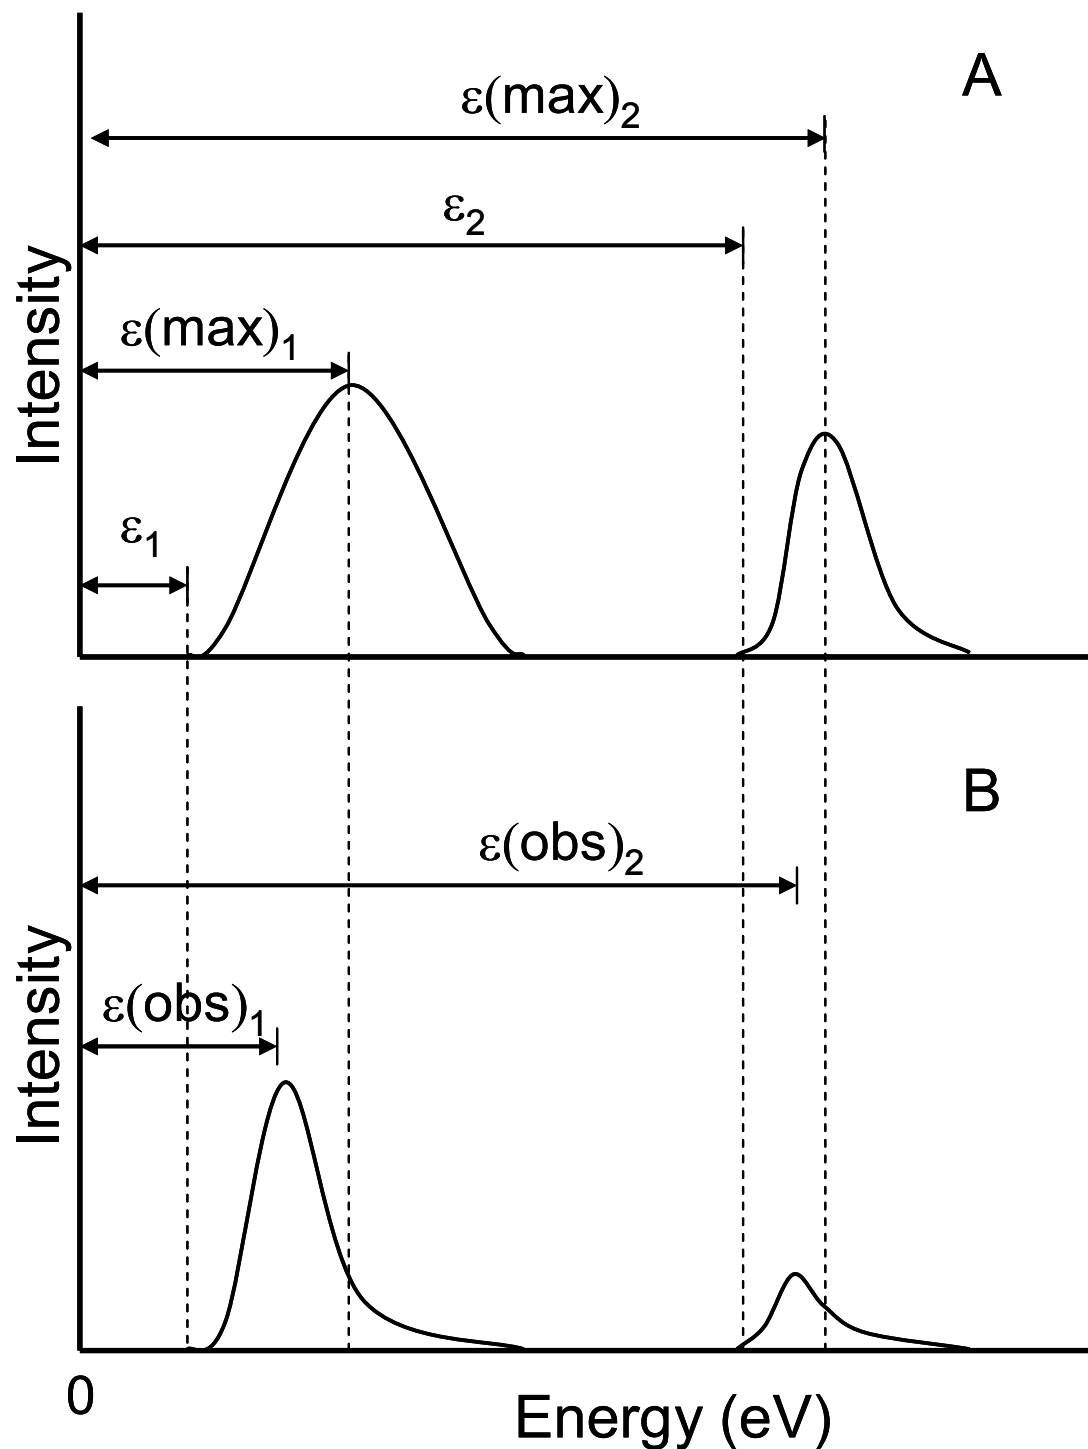 A
ε(max)₂
ε₂
ε(max)₁
ε₁
Intensity
B
ε(obs)₂
ε(obs)₁
Intensity
0
Energy (eV)